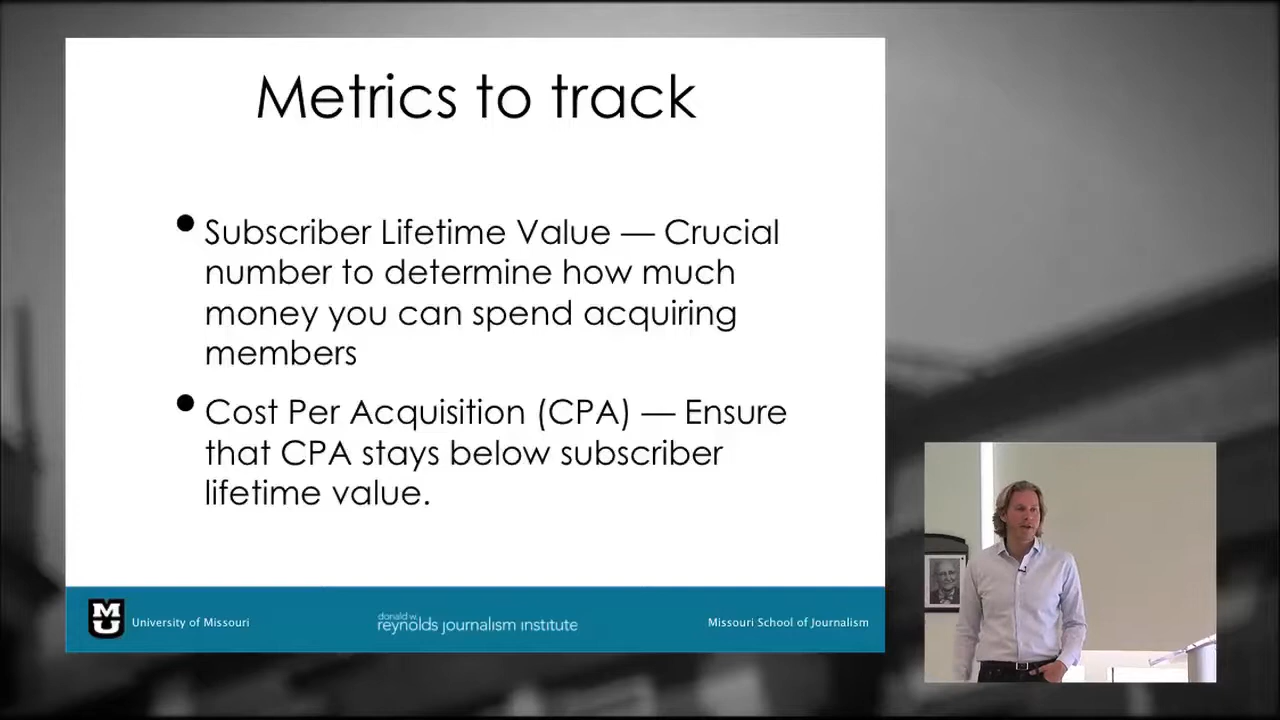 Metrics to track
• Subscriber Lifetime Value — Crucial
number to determine how much
money you can spend acquiring
members
• Cost Per Acquisition (CPA) — Ensure
that CPA stays below subscriber
lifetime value.
MU
University of Missouri
donald w.
reynolds journalism institute
Missouri School of Journalism